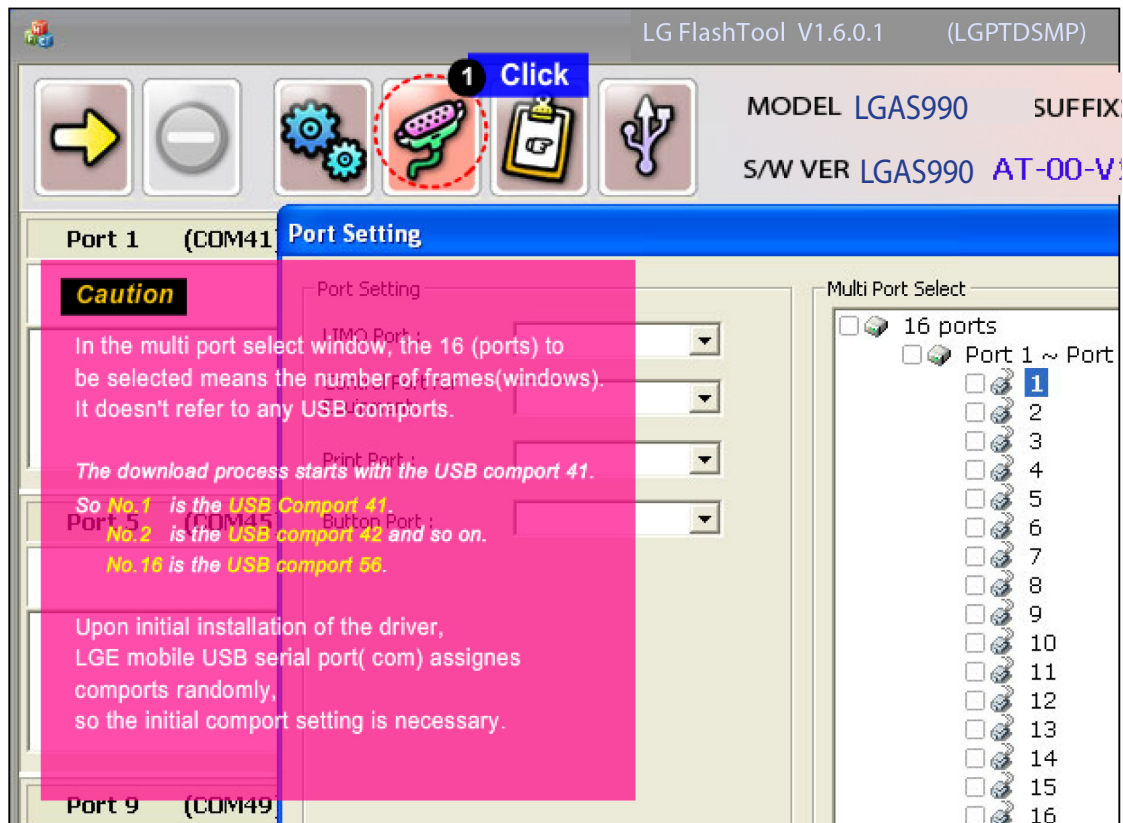 LG FlashTool V1.6.0.1 (LGPTDSMP)
1 Click
MODEL LGAS990 SUFFIX
S/W VER LGAS990 AT-00-V
Port 1 (COM41)
Port Setting
Caution
In the multi port select window, the 16 (ports) to
be selected means the number of frames(windows).
It doesn't refer to any USB comports.
The download process starts with the USB comport 41.
So No.1 is the USB Comport 41.
No.2 is the USB comport 42 and so on.
No.16 is the USB comport 56.
Upon initial installation of the driver,
LGE mobile USB serial port( com) assignes
comports randomly,
so the initial comport setting is necessary.
Port Setting
LIMO Port :
Control Port for
Equipment
Print Port :
Button Port :
Port 5 (COM45)
Port 9 (COM49)
Multi Port Select
16 ports
Port 1 ~ Port
1
2
3
4
5
6
7
8
9
10
11
12
13
14
15
16